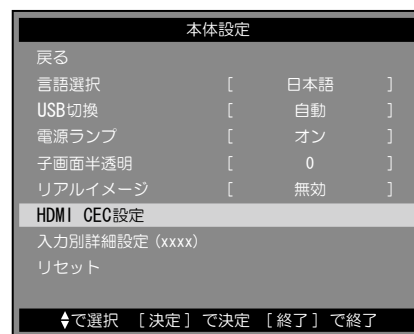 本体設定
戻る
言語選択 [ 日本語 ]
USB切換 [ 自動 ]
電源ランプ [ オン ]
子画面半透明 [ 0 ]
リアルイメージ [ 無効 ]
HDMI CEC設定
入力別詳細設定 (xxxx)
リセット
♦で選択 [決定] で決定 [終了] で終了